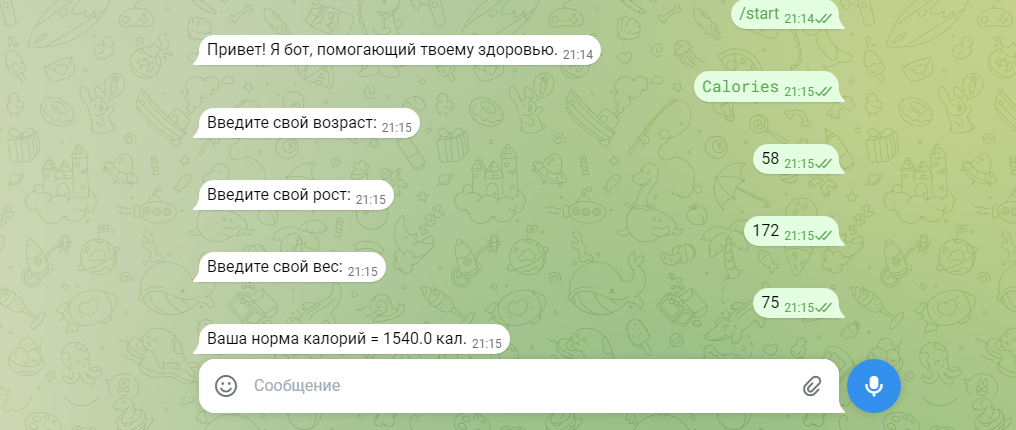 /start 21:14
Привет! Я бот, помогающий твоему здоровью. 21:14
Calories 21:15
Введите свой возраст: 21:15
58 21:15
Введите свой рост: 21:15
172 21:15
Введите свой вес: 21:15
75 21:15
Ваша норма калорий = 1540.0 кал. 21:15
Сообщение